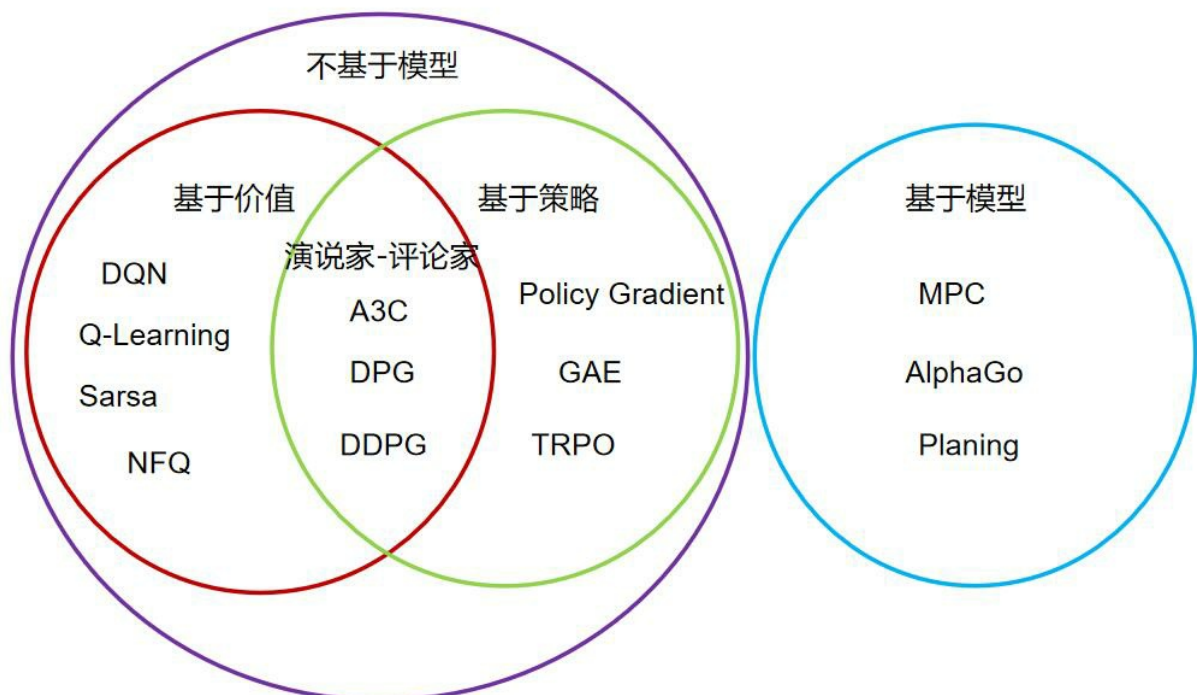 不基于模型
基于价值
DQN
Q-Learning
Sarsa
NFQ
演说家-评论家
A3C
DPG
DDPG
基于策略
Policy Gradient
GAE
TRPO
基于模型
MPC
AlphaGo
Planing